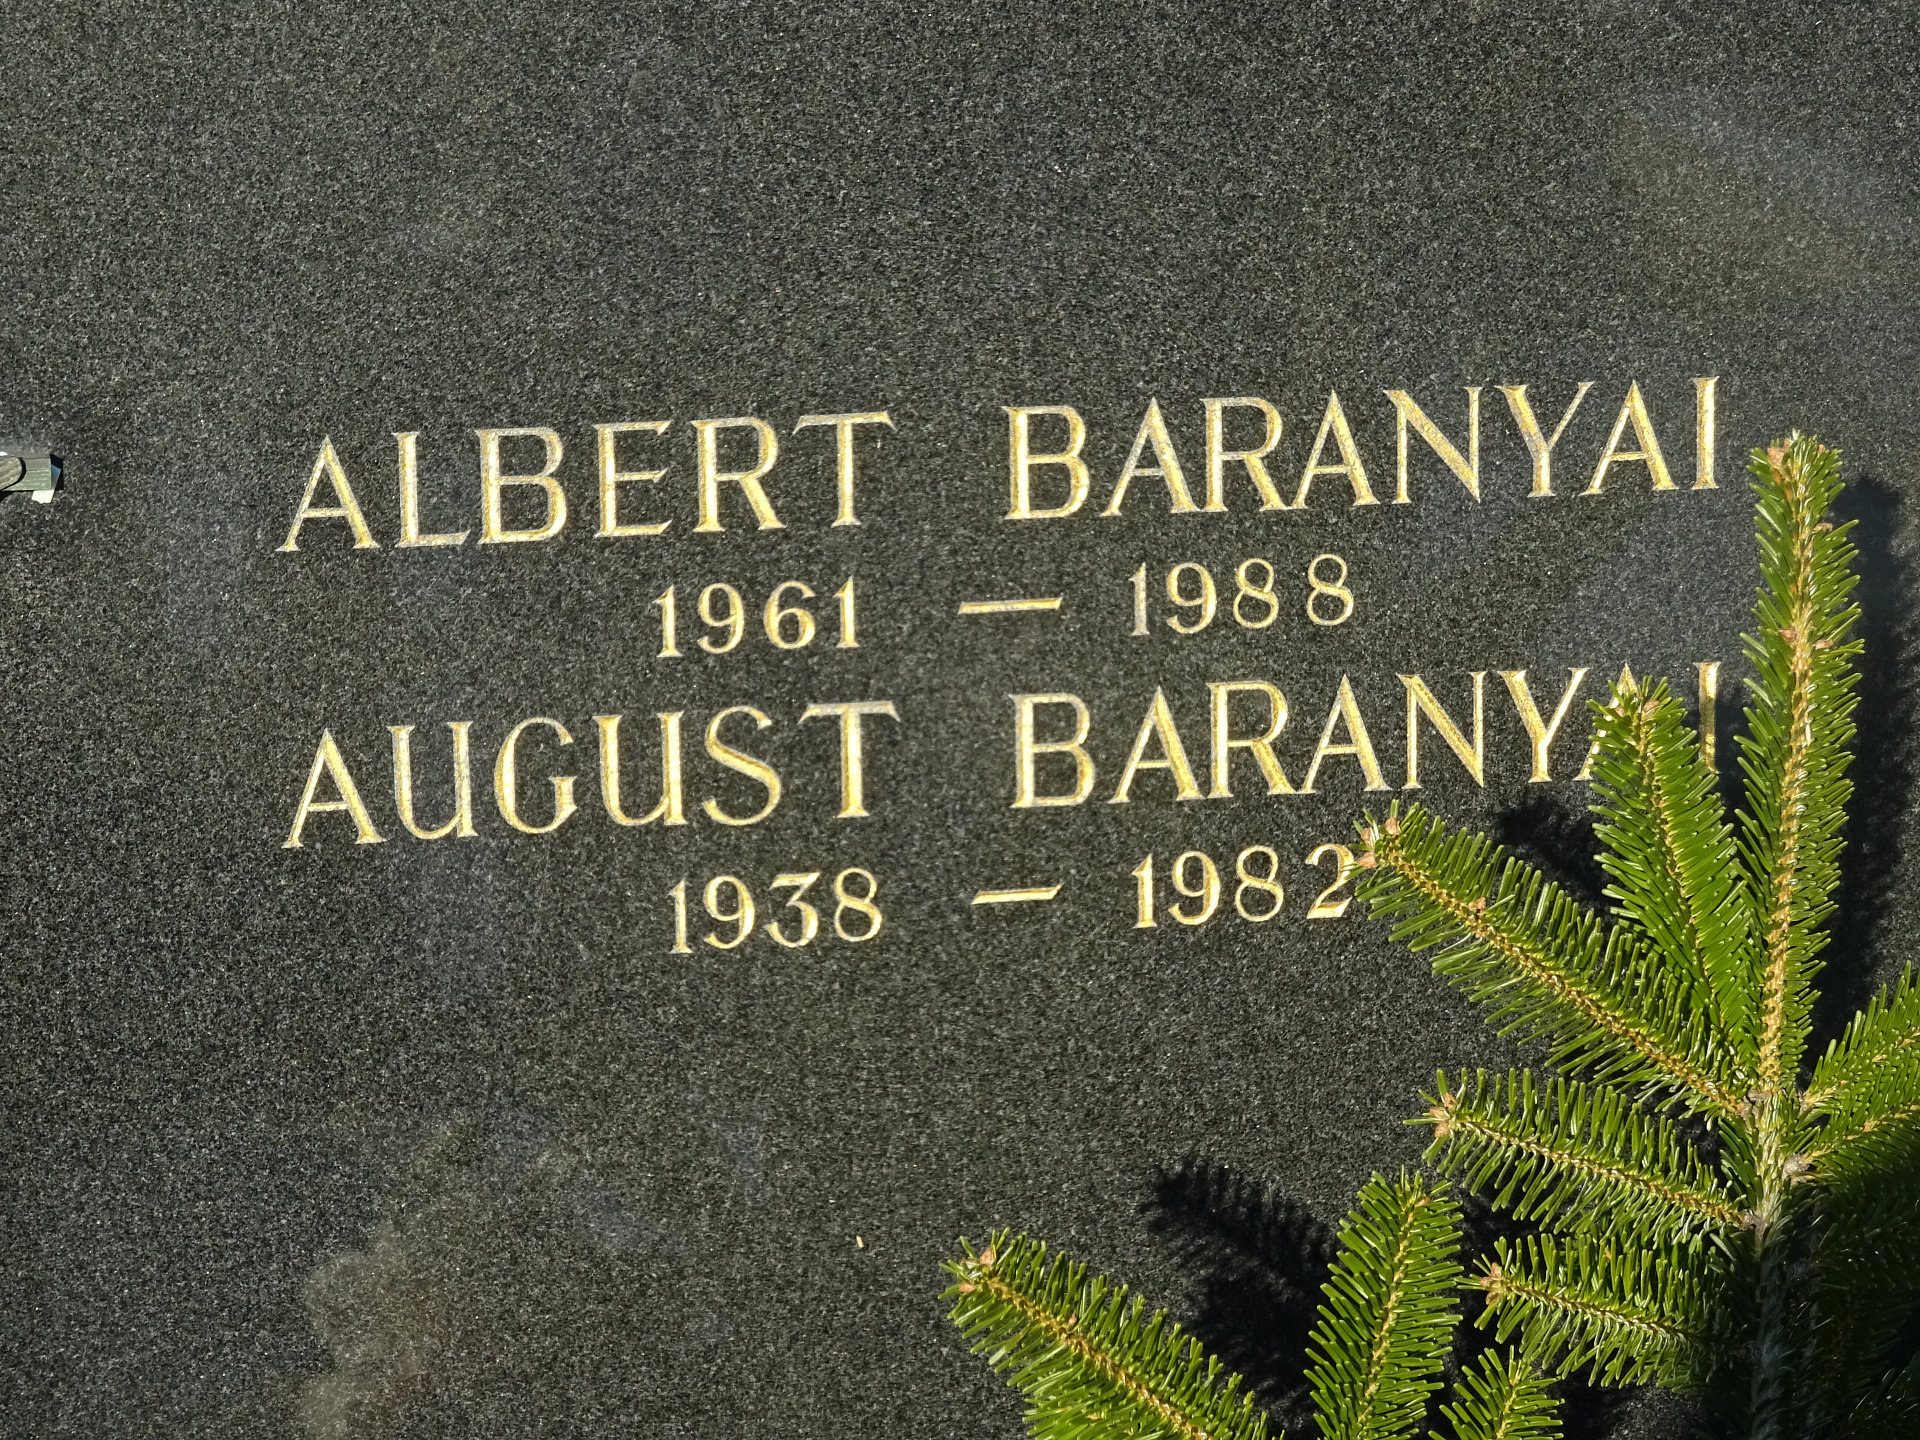 ALBERT BARANYAI
1961 — 1988
AUGUST BARANYAI
1938 — 1982